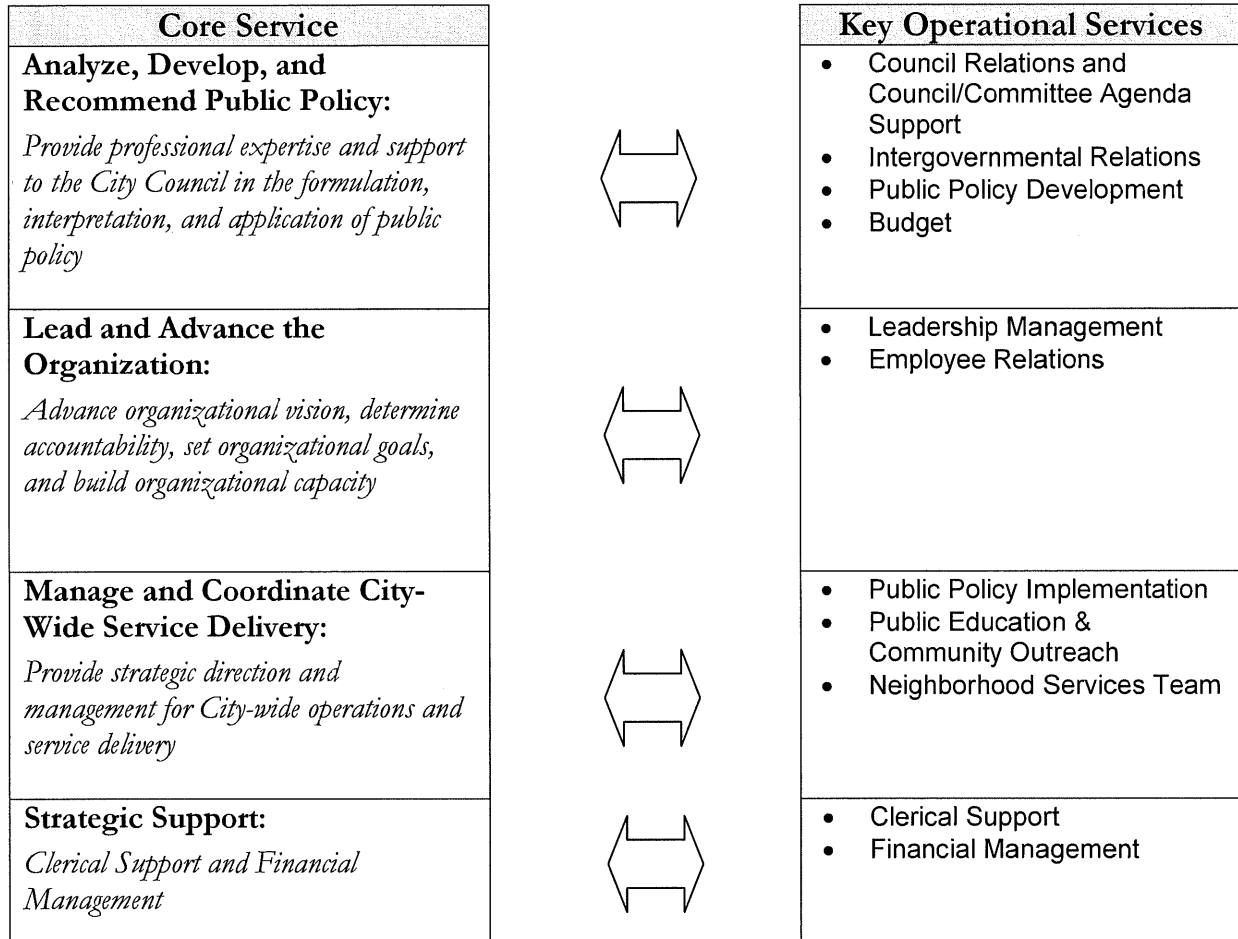 Core Service
Analyze, Develop, and
Recommend Public Policy:
Provide professional expertise and support
to the City Council in the formulation,
interpretation, and application of public
policy
Key Operational Services
• Council Relations and
Council/Committee Agenda
Support
• Intergovernmental Relations
• Public Policy Development
• Budget
Lead and Advance the
Organization:
Advance organizational vision, determine
accountability, set organizational goals,
and build organizational capacity
• Leadership Management
• Employee Relations
Manage and Coordinate City-
Wide Service Delivery:
Provide strategic direction and
management for City-wide operations and
service delivery
• Public Policy Implementation
• Public Education &
Community Outreach
• Neighborhood Services Team
Strategic Support:
Clerical Support and Financial
Management
• Clerical Support
• Financial Management